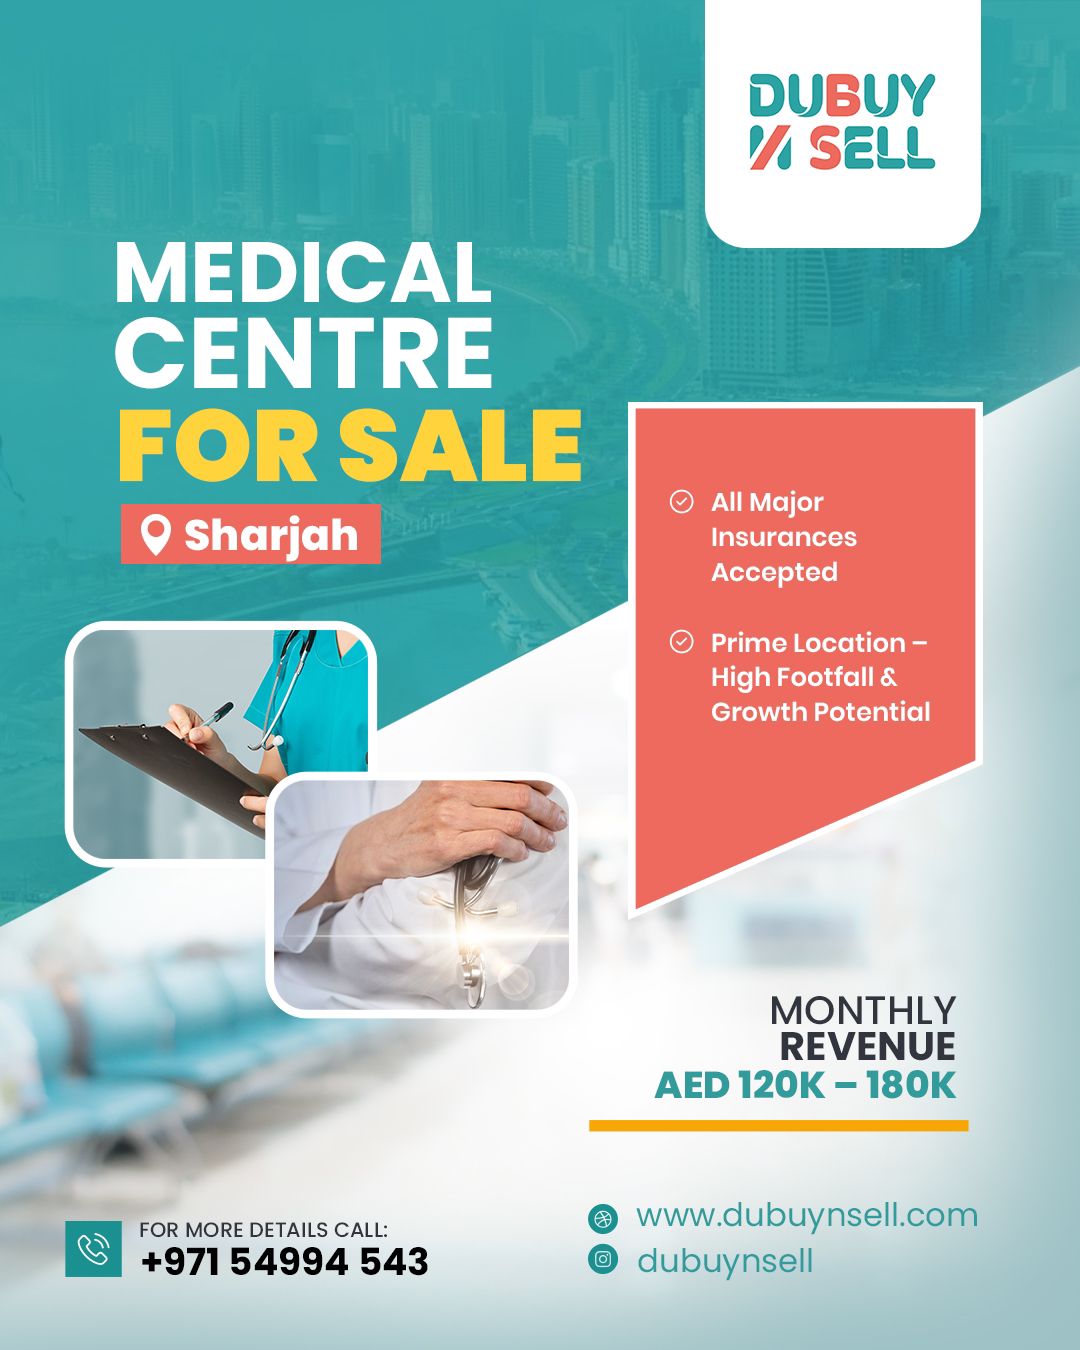 DUBUY
N SELL
MEDICAL
CENTRE
FOR SALE
Sharjah
All Major
Insurances
Accepted
Prime Location –
High Footfall &
Growth Potential
MONTHLY
REVENUE
AED 120K – 180K
FOR MORE DETAILS CALL:
+971 54994 543
www.dubuynsell.com
dubuynsell